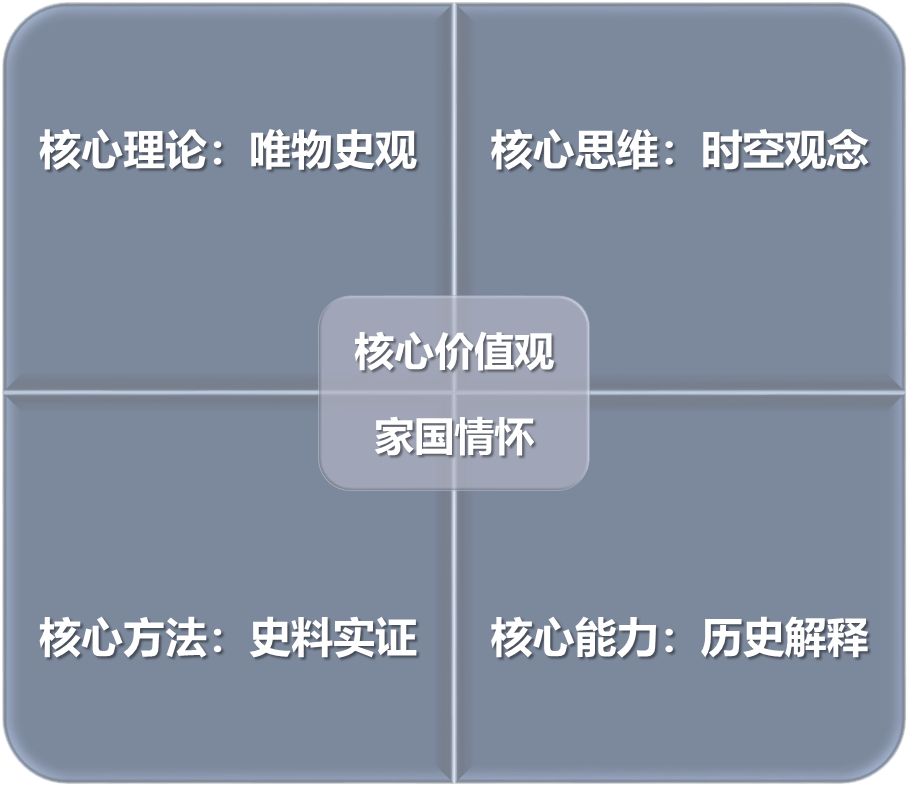 核心理论：唯物史观
核心思维：时空观念
核心价值观
家国情怀
核心方法：史料实证
核心能力：历史解释